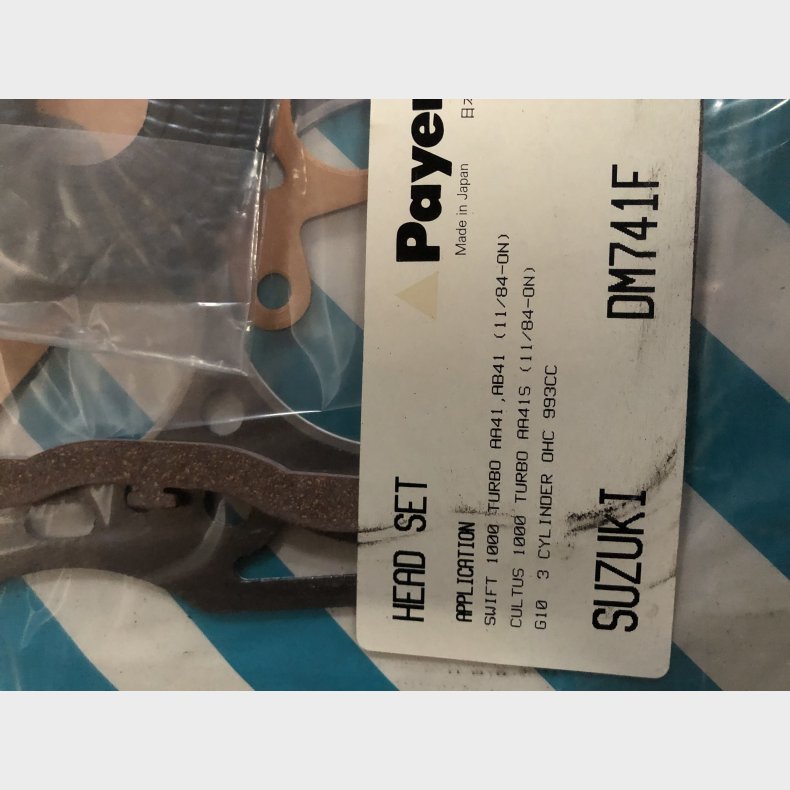 Payen
Made in Japan
HEAD SET
APPLICATION
SWIFT 1000 TURBO AA41,AB41 (11/84-ON)
CULTUS 1000 TURBO AA41S (11/84-ON)
G10 3 CYLINDER OHC 993CC
SUZUKI DM741F